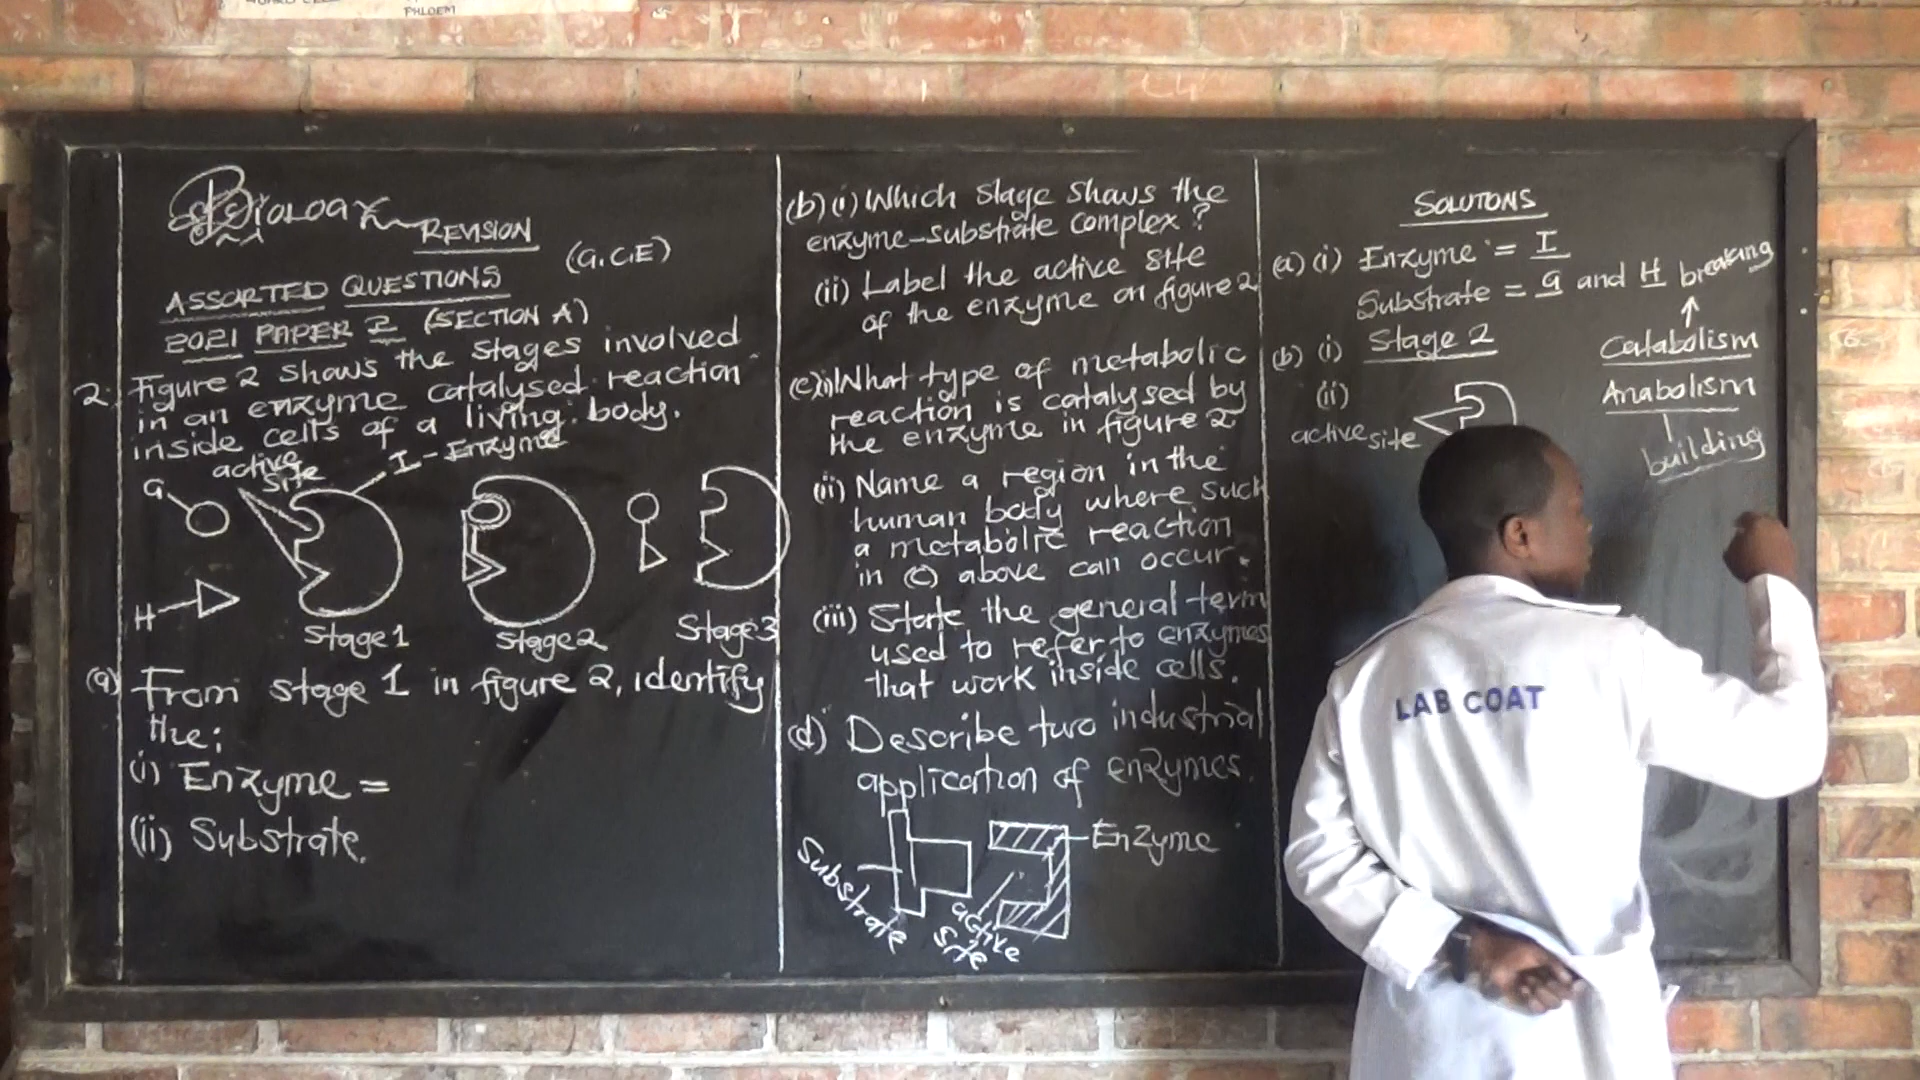 PHLOEM
BIOLOGY
REVISION
(G.C.E)
ASSORTED QUESTIONS
2021 PAPER 2 (SECTION A)
2. Figure 2 shows the stages involved
in an enzyme catalysed reaction
inside cells of a living body.
active
site
I - Enzyme
G
H
Stage 1
Stage 2
Stage 3
(a) From stage 1 in figure 2, identify
the;
(i) Enzyme =
(ii) Substrate.
(b) (i) Which stage shows the
enzyme-substrate complex?
(ii) Label the active site
of the enzyme on figure 2
(c)(i) What type of metabolic
reaction is catalysed by
the enzyme in figure 2
(ii) Name a region in the
human body where such
a metabolic reaction
in (c) above can occur.
(iii) State the general term
used to refer to enzymes
that work inside cells.
(d) Describe two industrial
application of enzymes.
Substrate
active
site
Enzyme
SOLUTONS
(a) (i) Enzyme = I
Substrate = G and H
breaking
Catabolism
Anabolism
building
(b) (i) Stage 2
(ii)
active site
LAB COAT